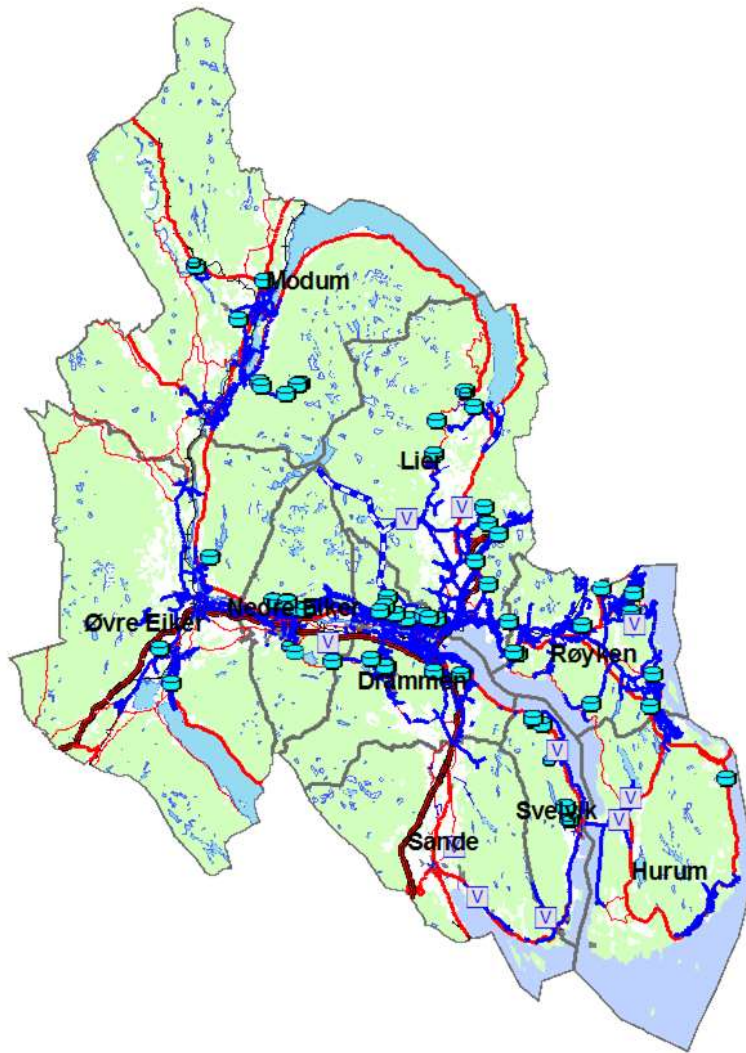 Modum
Lier
V
V
Nedre Eiker
Øvre Eiker
V
V
Røyken
Drammen
V
V
Svelvik
V
Sande
V
Hurum
V
V